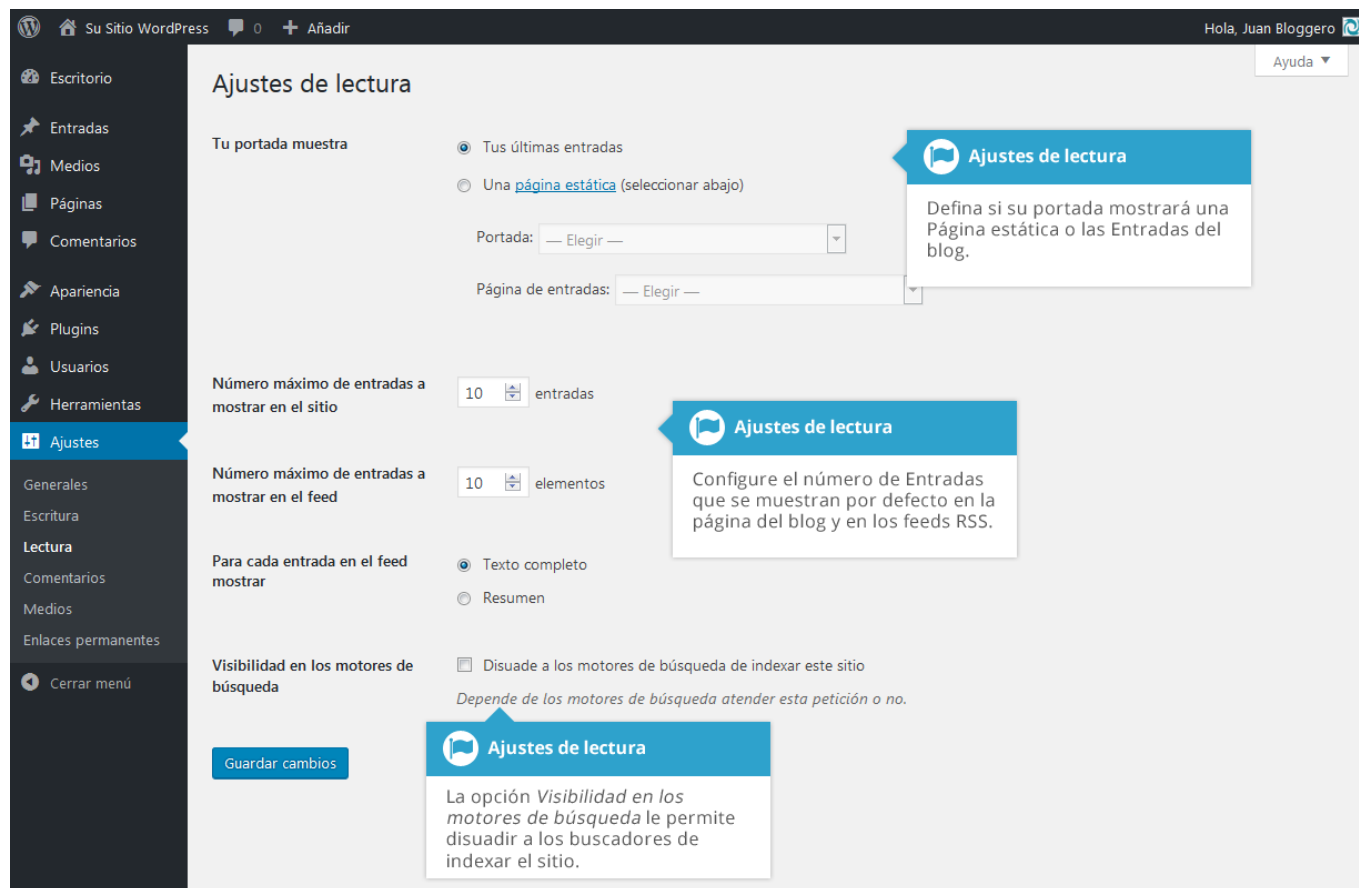 Su Sitio WordPress 0 + Añadir
Hola, Juan Bloggero
Ayuda
Escritorio
Entradas
Medios
Páginas
Comentarios
Apariencia
Plugins
Usuarios
Herramientas
Ajustes
Generales
Escritura
Lectura
Comentarios
Medios
Enlaces permanentes
Cerrar menú
Ajustes de lectura
Tu portada muestra
Tus últimas entradas
Una página estática (seleccionar abajo)
Portada: — Elegir —
Página de entradas: — Elegir —
Ajustes de lectura
Defina si su portada mostrará una
Página estática o las Entradas del
blog.
Número máximo de entradas a
mostrar en el sitio
10 entradas
Número máximo de entradas a
mostrar en el feed
10 elementos
Ajustes de lectura
Configure el número de Entradas
que se muestran por defecto en la
página del blog y en los feeds RSS.
Para cada entrada en el feed
mostrar
Texto completo
Resumen
Visibilidad en los motores de
búsqueda
Disuade a los motores de búsqueda de indexar este sitio
Depende de los motores de búsqueda atender esta petición o no.
Guardar cambios
Ajustes de lectura
La opción Visibilidad en los
motores de búsqueda le permite
disuadir a los buscadores de
indexar el sitio.